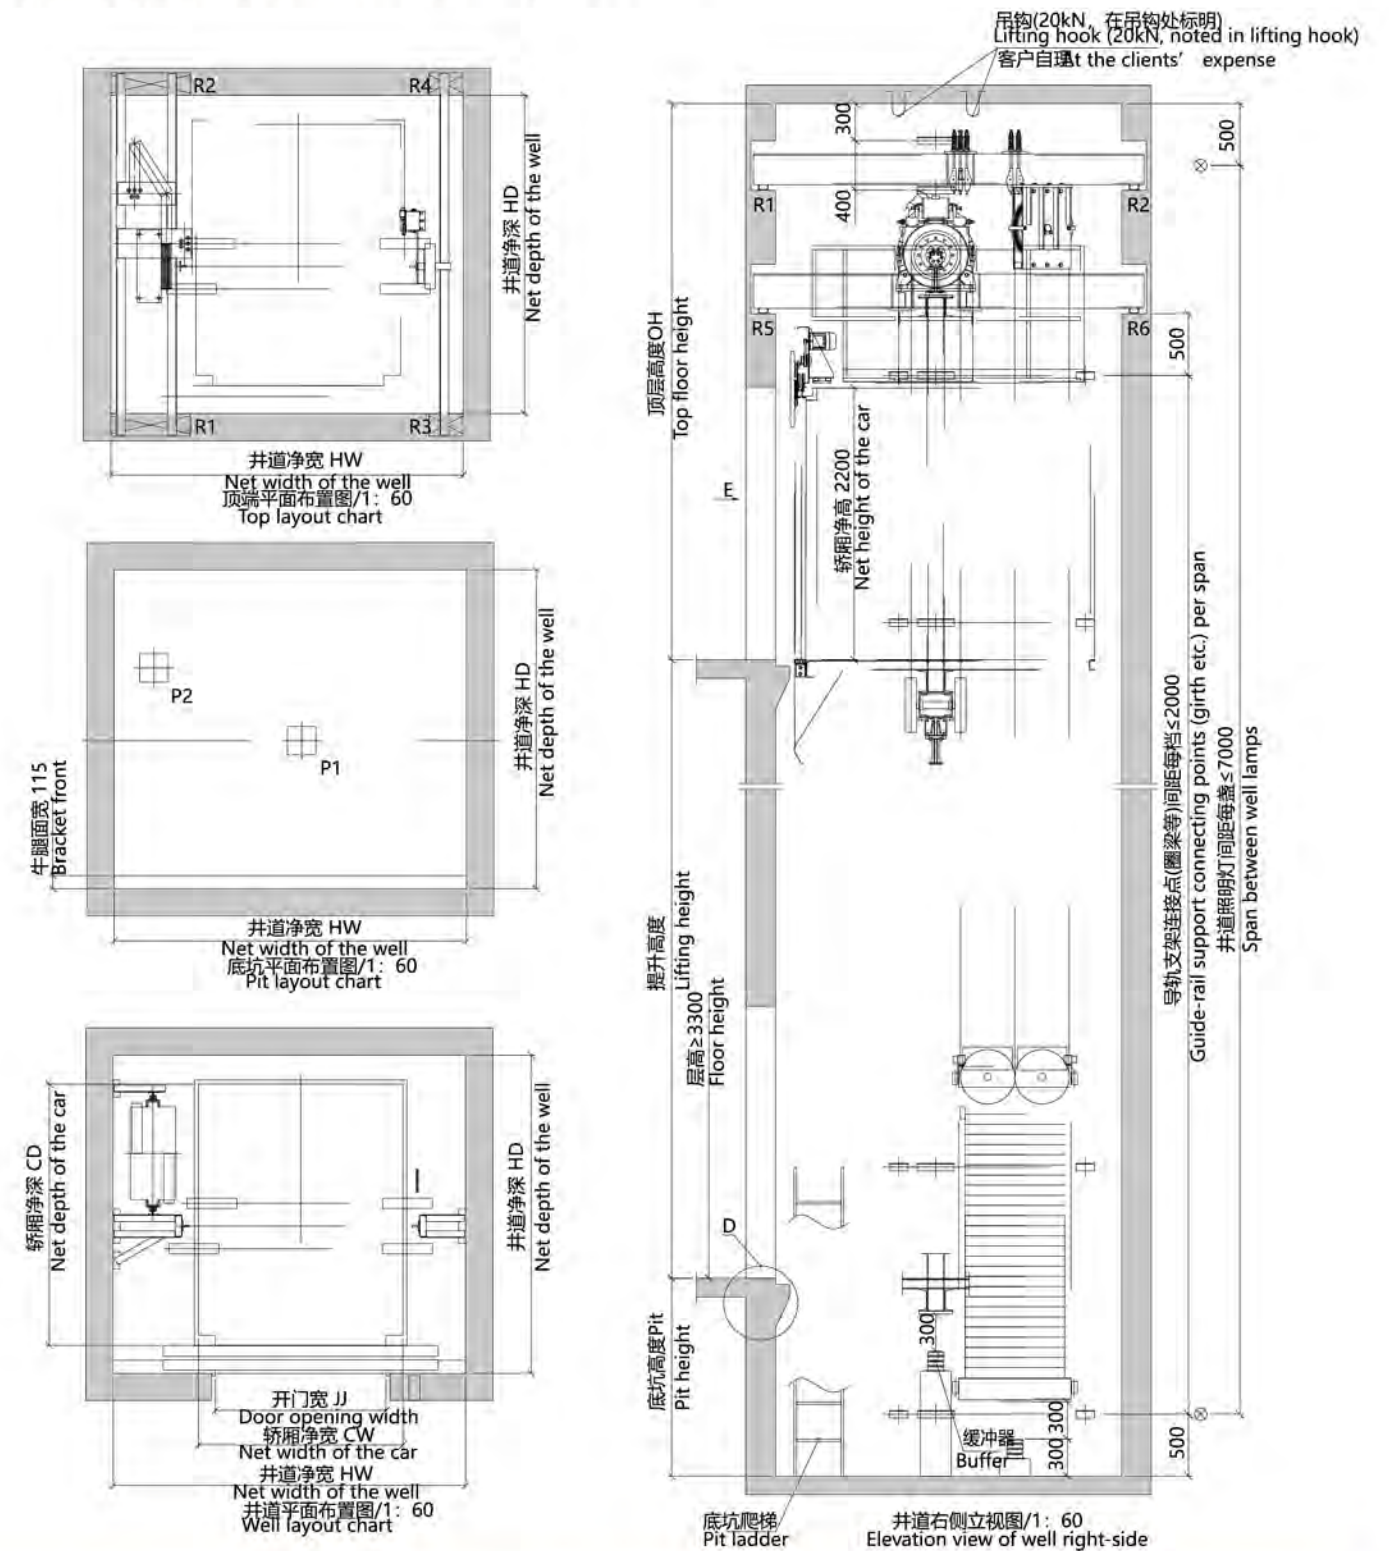 吊钩(20kN，在吊钩处标明)
Lifting hook (20kN, noted in lifting hook)
客户自理At the clients' expense
R2
R4
井道净深 HD
Net depth of the well
R1
R3
井道净宽 HW
Net width of the well
顶端平面布置图/1：60
Top layout chart
P2
P1
井道净深 HD
Net depth of the well
牛腿面宽 115
Bracket front
井道净宽 HW
Net width of the well
底坑平面布置图/1：60
Pit layout chart
轿厢净深 CD
Net depth of the car
井道净深 HD
Net depth of the well
开门宽 JJ
Door opening width
轿厢净宽 CW
Net width of the car
井道净宽 HW
Net width of the well
井道平面布置图/1：60
Well layout chart
300
500
R1
R2
400
R5
R6
500
顶层高度OH
Top floor height
E
轿厢净高 2200
Net height of the car
导轨支架连接点(圈梁等)间距每档≤2000
Guide-rail support connecting points (girth etc.) per span
井道照明灯间距每盏≤7000
Span between well lamps
提升高度
Lifting height
层高≥3300
Floor height
D
底坑高度Pit
Pit height
300
缓冲器
Buffer
300
300
500
底坑爬梯
Pit ladder
井道右侧立视图/1：60
Elevation view of well right-side